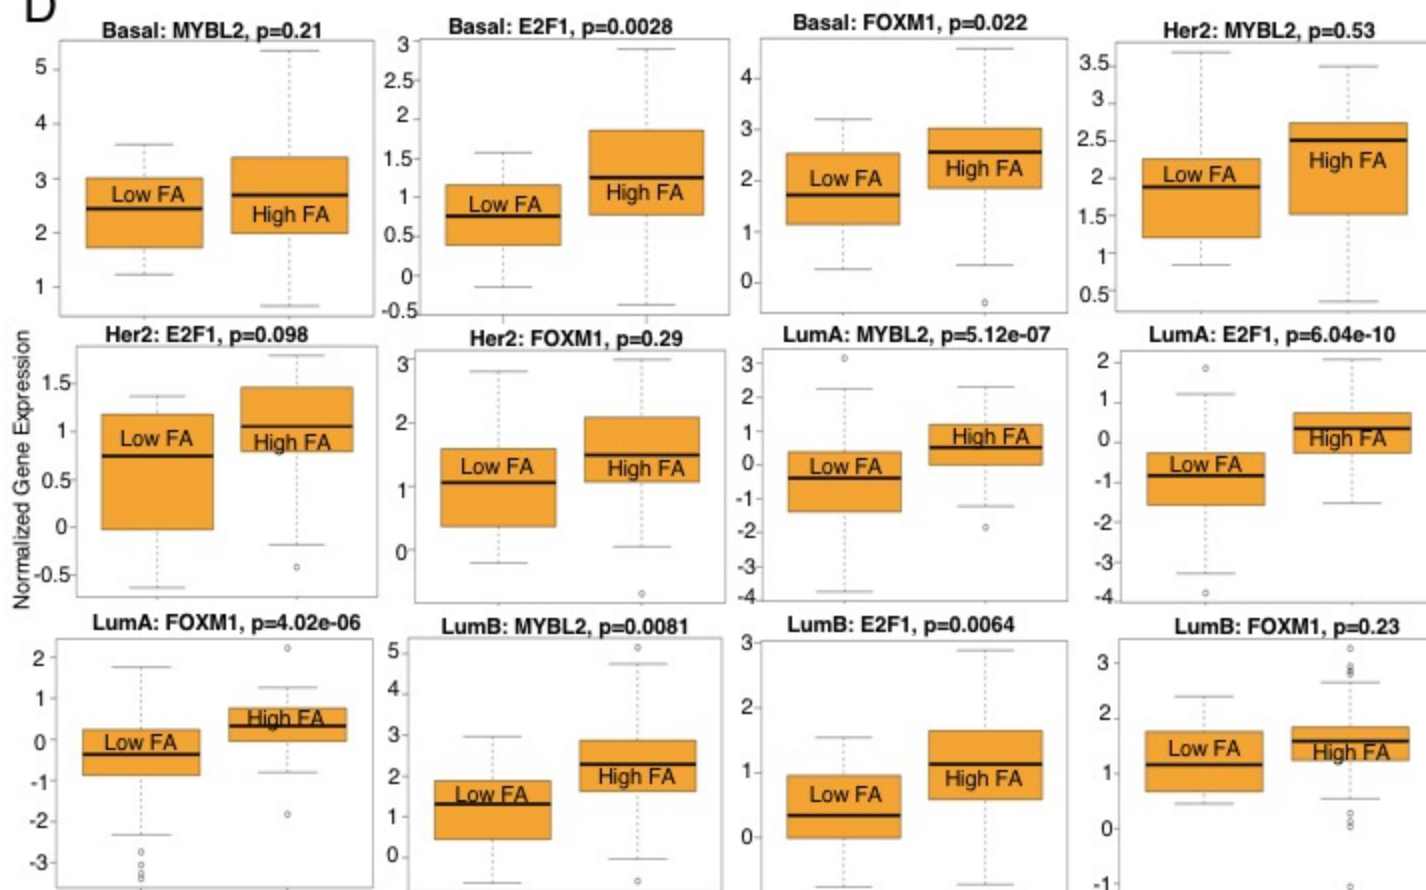 D
Basal: MYBL2, p=0.21
5
4
3
2
1
Low FA
High FA
Basal: E2F1, p=0.0028
3
2.5
2
1.5
1
0.5
0
-0.5
Low FA
High FA
Basal: FOXM1, p=0.022
4
3
2
1
0
Low FA
High FA
Her2: MYBL2, p=0.53
3.5
3
2.5
2
1.5
1
0.5
Low FA
High FA
Normalized Gene Expression
Her2: E2F1, p=0.098
1.5
1
0.5
0
-0.5
Low FA
High FA
Her2: FOXM1, p=0.29
3
2
1
0
Low FA
High FA
LumA: MYBL2, p=5.12e-07
3
2
1
0
-1
-2
-3
-4
Low FA
High FA
LumA: E2F1, p=6.04e-10
2
1
0
-1
-2
-3
-4
Low FA
High FA
LumA: FOXM1, p=4.02e-06
2
1
0
-1
-2
-3
Low FA
High FA
LumB: MYBL2, p=0.0081
5
4
3
2
1
0
Low FA
High FA
LumB: E2F1, p=0.0064
3
2
1
0
Low FA
High FA
LumB: FOXM1, p=0.23
3
2
1
0
-1
Low FA
High FA